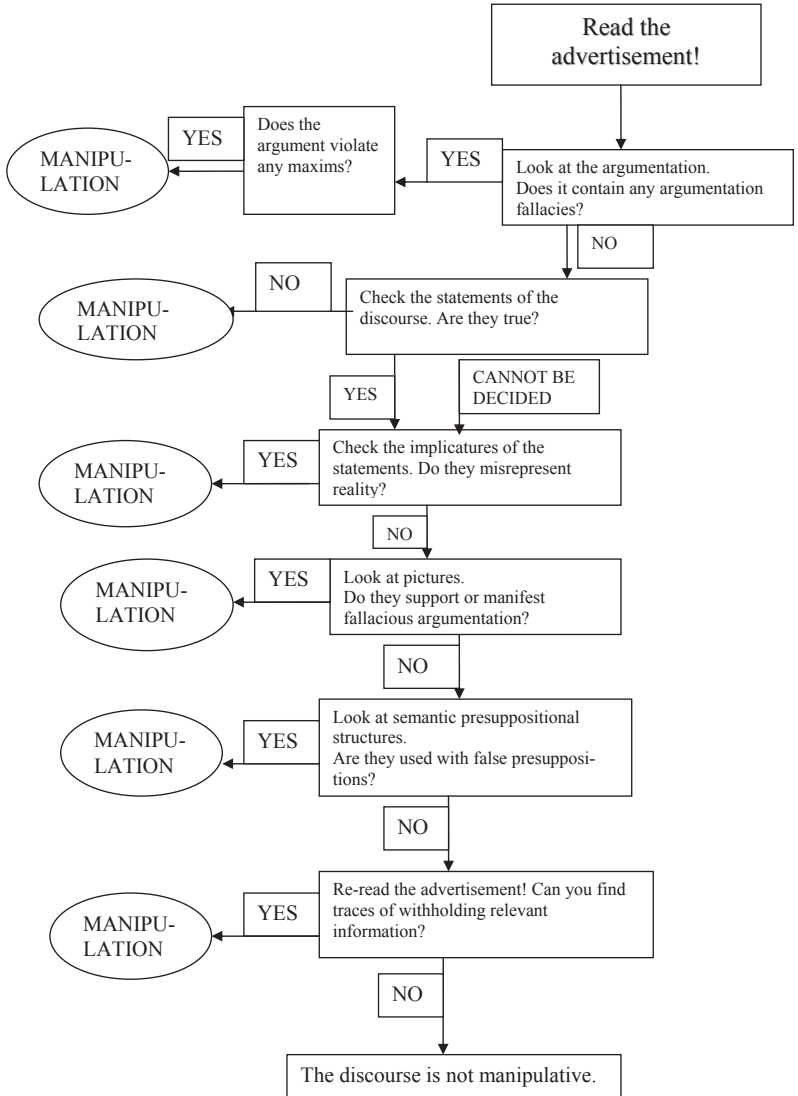 Read the
advertisement!
YES
Does the
argument violate
any maxims?
MANIPU-
LATION
YES
Look at the argumentation.
Does it contain any argumentation
fallacies?
NO
NO
Check the statements of the
discourse. Are they true?
MANIPU-
LATION
YES
CANNOT BE
DECIDED
YES
Check the implicatures of the
statements. Do they misrepresent
reality?
MANIPU-
LATION
NO
YES
Look at pictures.
Do they support or manifest
fallacious argumentation?
MANIPU-
LATION
NO
YES
Look at semantic presuppositional
structures.
Are they used with false presupposi-
tions?
MANIPU-
LATION
NO
YES
Re-read the advertisement! Can you find
traces of withholding relevant
information?
MANIPU-
LATION
NO
The discourse is not manipulative.